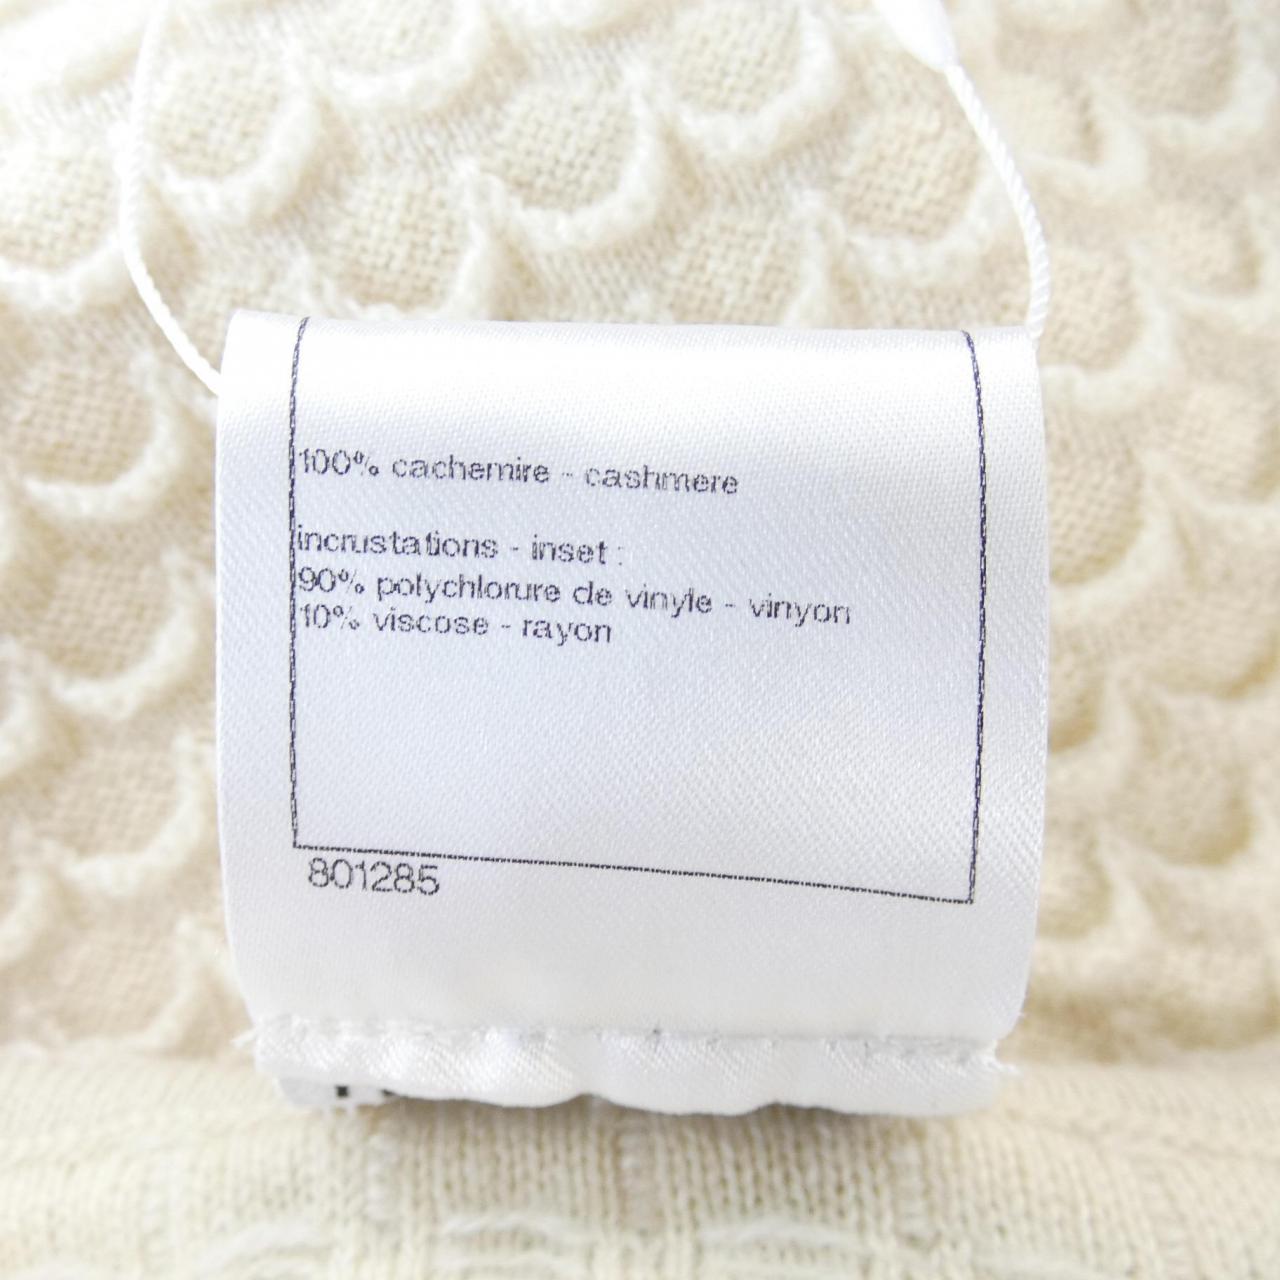 100% cachemire - cashmere
incrustations - inset :
90% polychlorure de vinyle - vinyon
10% viscose - rayon
801285